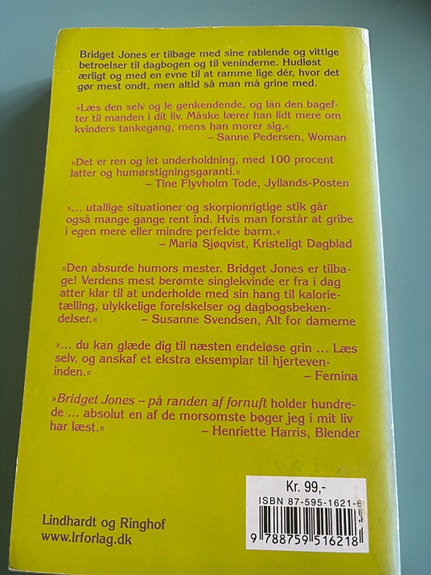 Bridget Jones er tilbage med sine rablende og vittige
betroelser til dagbogen og til veninderne. Hudløst
ærligt og med en evne til at ramme lige dér, hvor det
gør mest ondt, men altid så man må grine med.
»Læs den selv og le genkendende, og lån den bagef-
ter til manden i dit liv. Måske lærer han lidt mere om
kvinders tankegang, mens han morer sig.«
– Sanne Pedersen, Woman
»Det er ren og let underholdning, med 100 procent
latter og humørstigningsgaranti.«
– Tine Flyvholm Tode, Jyllands-Posten
»... utallige situationer og skorpionrigtige stik går
også mange gange rent ind. Hvis man forstår at gribe
i egen mere eller mindre perfekte barm.«
– Maria Sjøqvist, Kristeligt Dagblad
»Den absurde humors mester. Bridget Jones er tilba-
ge! Verdens mest berømte singlekvinde er fra i dag
atter klar til at underholde med sin hang til kalorie-
tælling, ulykkelige forelskelser og dagbogsbeken-
delser.« – Susanne Svendsen, Alt for damerne
»... du kan glæde dig til næsten endeløse grin ... Læs
selv, og anskaf et ekstra eksemplar til hjerteven-
inden.« – Femina
»Bridget Jones – på randen af fornuft holder hundre-
de ... absolut en af de morsomste bøger jeg i mit liv
har læst.« – Henriette Harris, Blender
Kr. 99,-
ISBN 87-595-1621-6
9 788759 516218
Lindhardt og Ringhof
www.lrforlag.dk